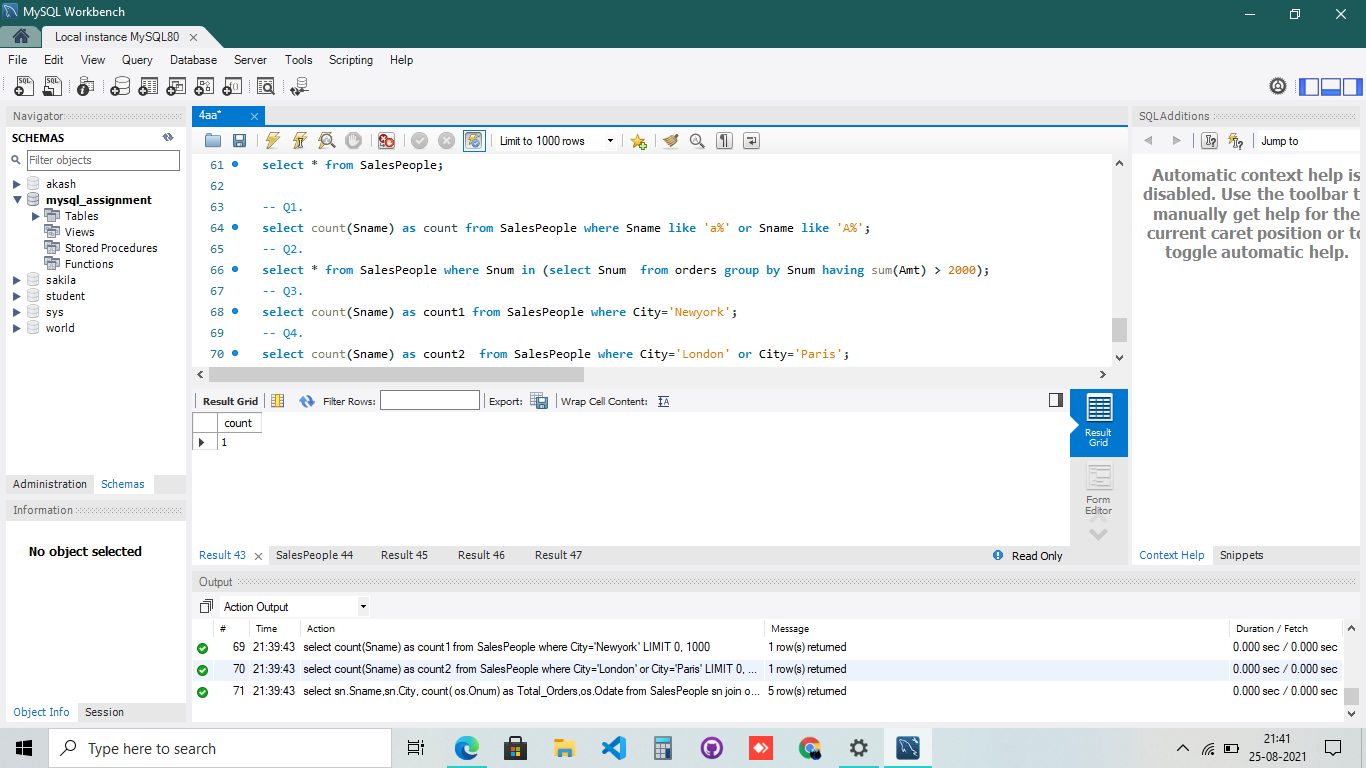 MySQL Workbench
Local instance MySQL80
File Edit View Query Database Server Tools Scripting Help
Navigator
SCHEMAS
Filter objects
akash
mysql_assignment
Tables
Views
Stored Procedures
Functions
sakila
student
sys
world
Administration Schemas
Information
No object selected
Object Info Session
4aa*
Limit to 1000 rows
61 select * from SalesPeople;
62
63 -- Q1.
64 select count(Sname) as count from SalesPeople where Sname like 'a%' or Sname like 'A%';
65 -- Q2.
66 select * from SalesPeople where Snum in (select Snum  from orders group by Snum having sum(Amt) > 2000);
67 -- Q3.
68 select count(Sname) as count1 from SalesPeople where City='Newyork';
69 -- Q4.
70 select count(Sname) as count2  from SalesPeople where City='London' or City='Paris';
Result Grid Filter Rows: Export: Wrap Cell Content:
count
1
Result Grid
Form Editor
Result 43 SalesPeople 44 Result 45 Result 46 Result 47
Read Only
Output
Action Output
# Time Action Message Duration / Fetch
69 21:39:43 select count(Sname) as count1 from SalesPeople where City='Newyork' LIMIT 0, 1000 1 row(s) returned 0.000 sec / 0.000 sec
70 21:39:43 select count(Sname) as count2  from SalesPeople where City='London' or City='Paris' LIMIT 0, ... 1 row(s) returned 0.000 sec / 0.000 sec
71 21:39:43 select sn.Sname,sn.City, count( os.Onum) as Total_Orders,os.Odate from SalesPeople sn join o... 5 row(s) returned 0.000 sec / 0.000 sec
SQLAdditions
Jump to
Automatic context help is
disabled. Use the toolbar t
manually get help for the
current caret position or to
toggle automatic help.
Context Help Snippets
Type here to search
21:41
25-08-2021